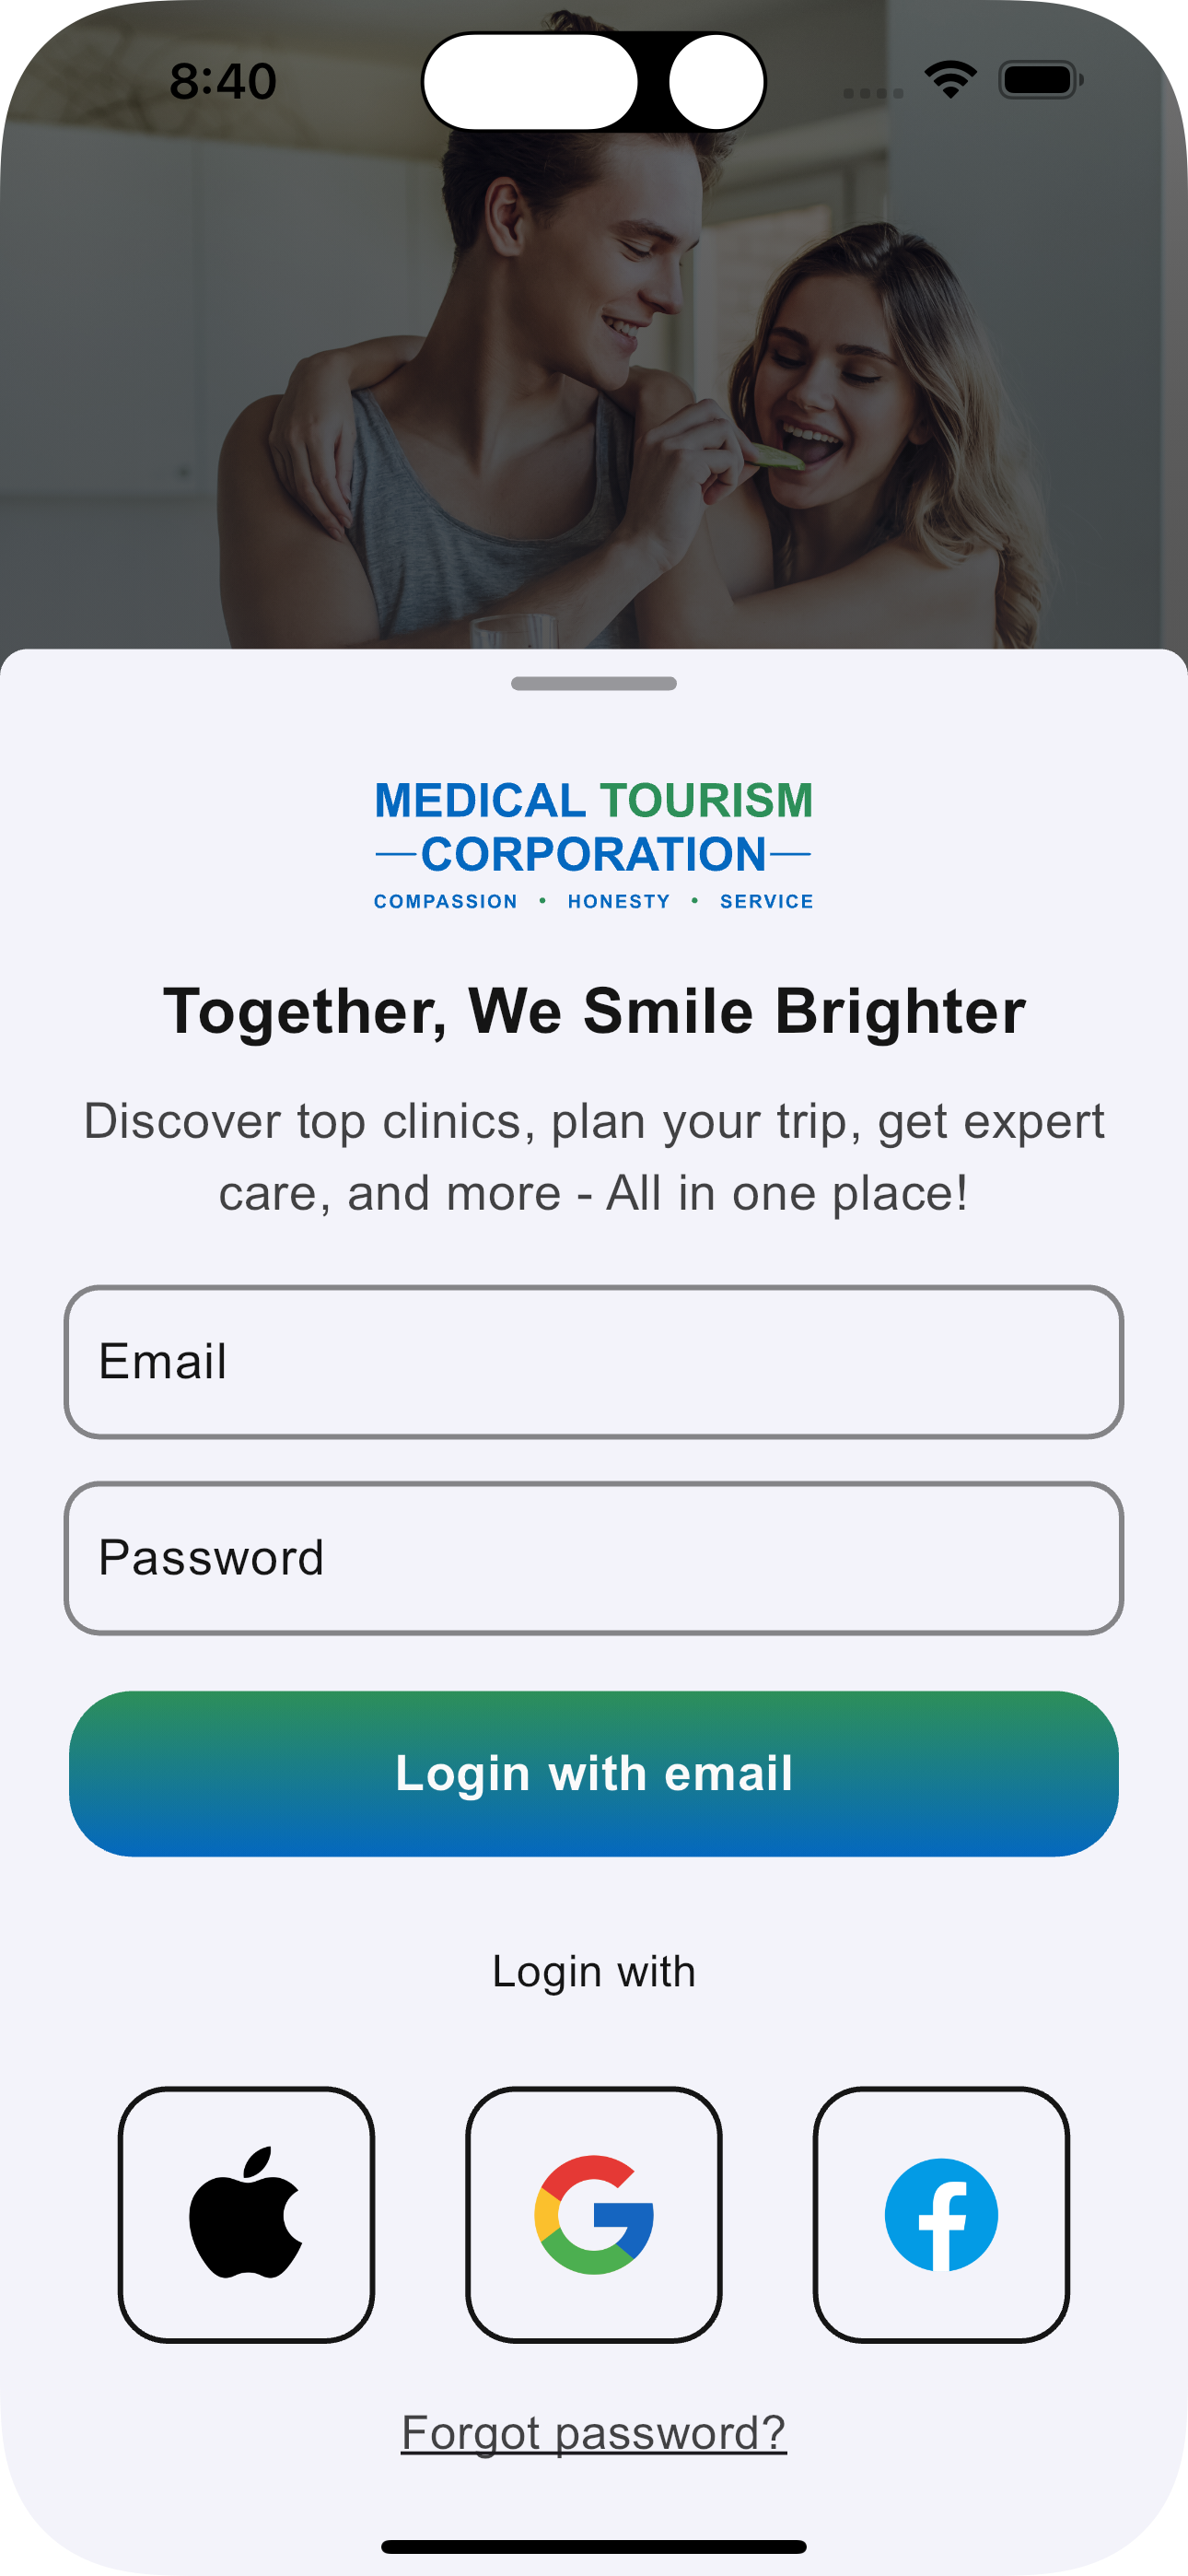 8:40
MEDICAL TOURISM
CORPORATION
COMPASSION • HONESTY • SERVICE
Together, We Smile Brighter
Discover top clinics, plan your trip, get expert
care, and more - All in one place!
Email
Password
Login with email
Login with
Forgot password?